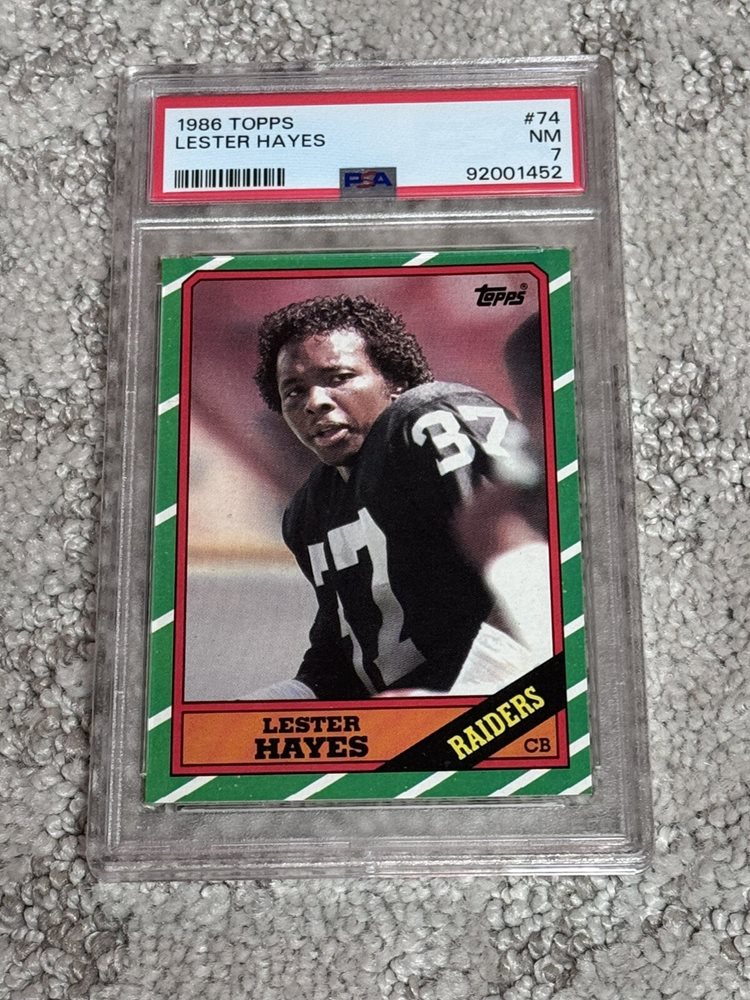 1986 TOPPS
#74
LESTER HAYES
NM
7
PSA
92001452
topps®
37
37
LESTER
HAYES
RAIDERS
CB